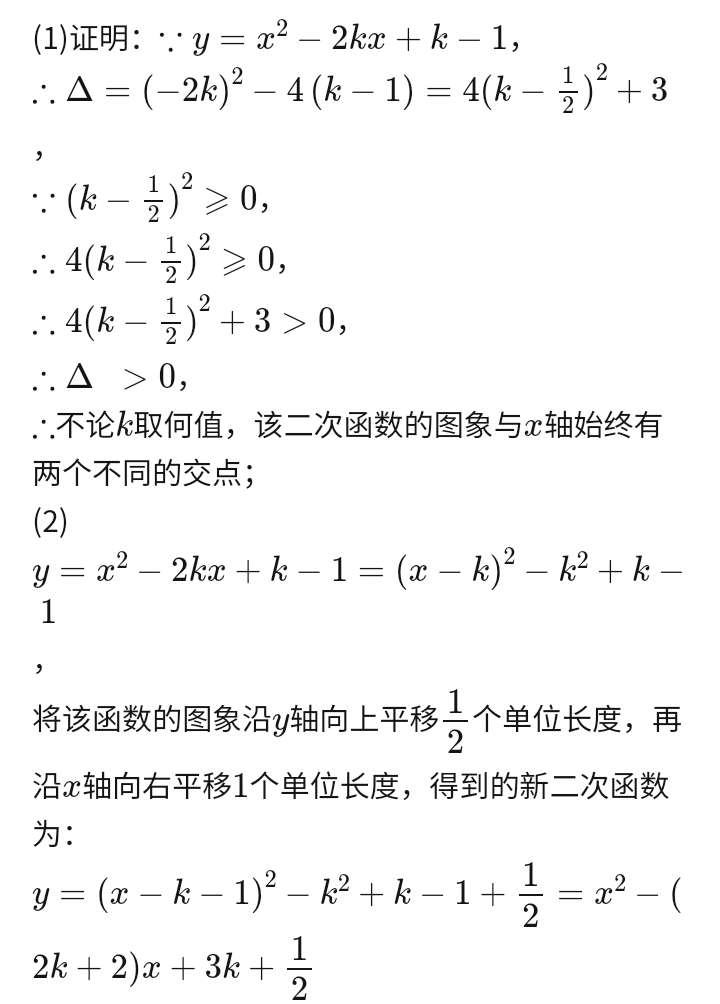 (1)证明：∵ y = x² − 2kx + k − 1，
∴ Δ = (−2k)² − 4 (k − 1) = 4(k − 1/2)² + 3
，
∵ (k − 1/2)² ⩾ 0，
∴ 4(k − 1/2)² ⩾ 0，
∴ 4(k − 1/2)² + 3 > 0，
∴ Δ > 0，
∴不论k取何值，该二次函数的图象与x轴始终有
两个不同的交点；
(2)
y = x² − 2kx + k − 1 = (x − k)² − k² + k −
1
，
将该函数的图象沿y轴向上平移1/2个单位长度，再
沿x轴向右平移1个单位长度，得到的新二次函数
为：
y = (x − k − 1)² − k² + k − 1 + 1/2 = x² − (
2k + 2)x + 3k + 1/2